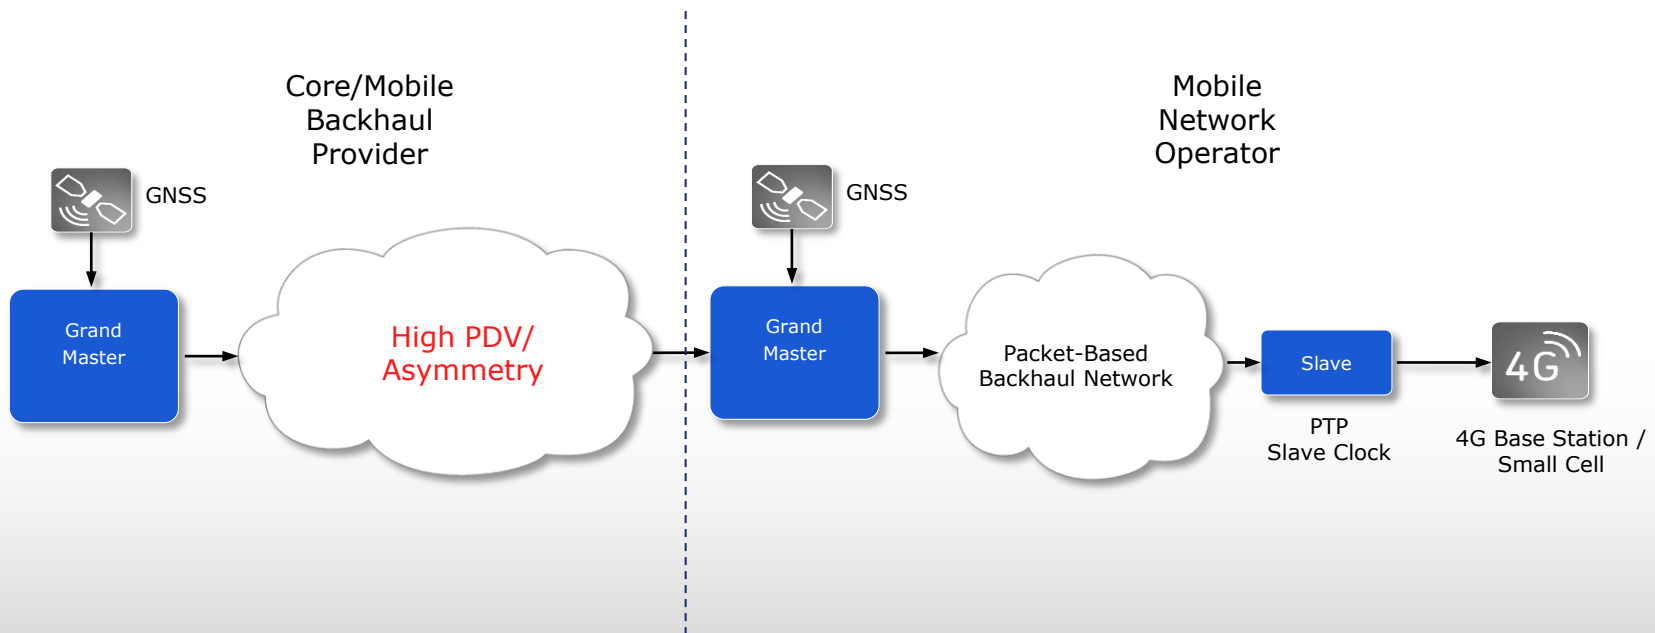 Core/Mobile
Backhaul
Provider
GNSS
Grand
Master
High PDV/
Asymmetry
Mobile
Network
Operator
GNSS
Grand
Master
Packet-Based
Backhaul Network
Slave
PTP
Slave Clock
4G
4G Base Station /
Small Cell